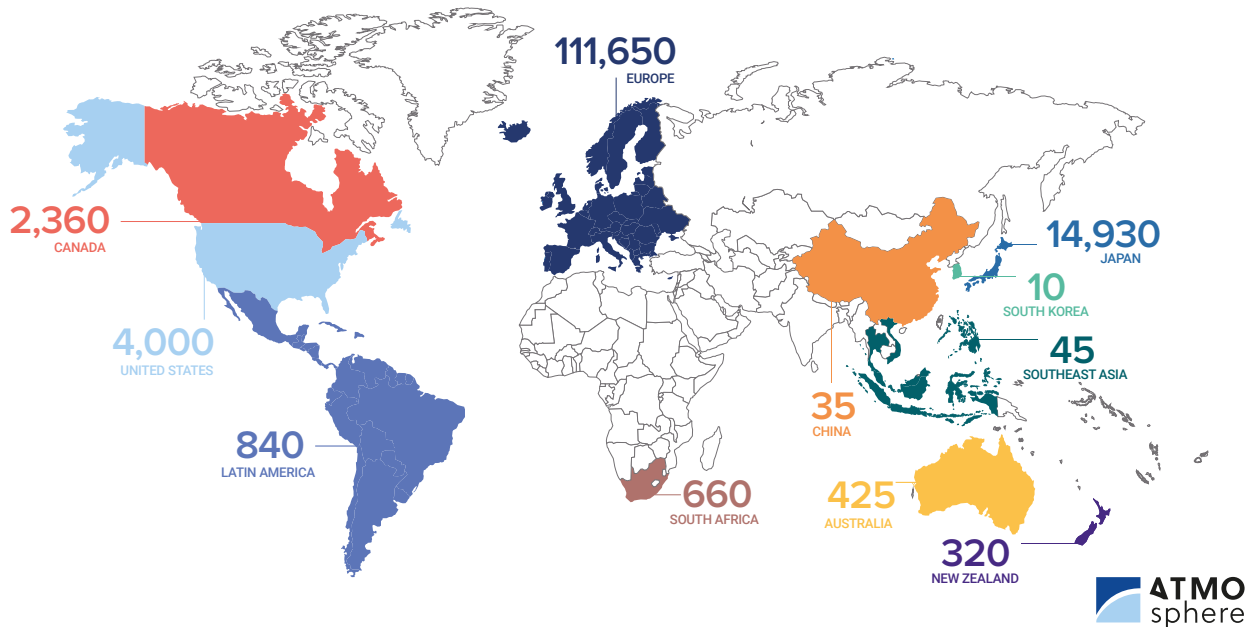 111,650
EUROPE
2,360
CANADA
14,930
JAPAN
10
SOUTH KOREA
4,000
UNITED STATES
45
SOUTHEAST ASIA
35
CHINA
840
LATIN AMERICA
660
SOUTH AFRICA
425
AUSTRALIA
320
NEW ZEALAND
ATMO
sphere